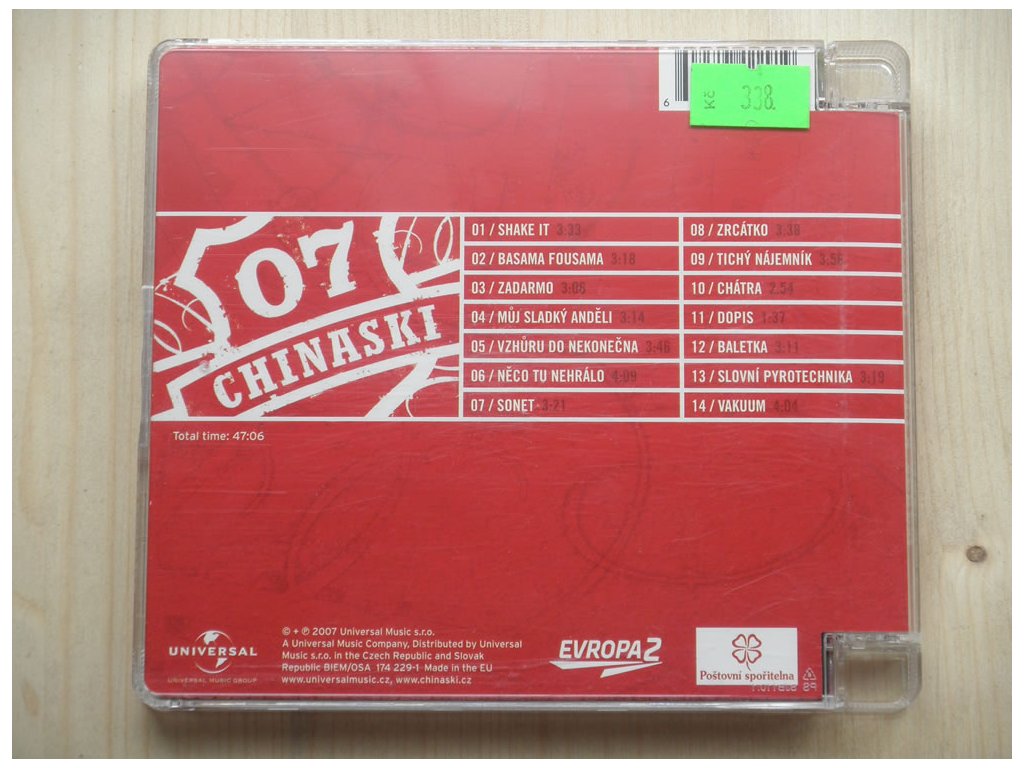 6
Kč 338.
07
CHINASKI
01 / SHAKE IT 3:33
02 / BASAMA FOUSAMA 3:18
03 / ZADARMO 3:06
04 / MŮJ SLADKÝ ANDĚLI 3:14
05 / VZHŮRU DO NEKONEČNA 3:46
06 / NĚCO TU NEHRÁLO 4:09
07 / SONET 3:21
08 / ZRCÁTKO 3:38
09 / TICHÝ NÁJEMNÍK 3:56
10 / CHÁTRA 2:54
11 / DOPIS 1:37
12 / BALETKA 3:11
13 / SLOVNÍ PYROTECHNIKA 3:19
14 / VAKUUM 4:04
Total time: 47:06
UNIVERSAL
UNIVERSAL MUSIC GROUP
© + ℗ 2007 Universal Music s.r.o.
A Universal Music Company, Distributed by Universal
Music s.r.o. in the Czech Republic and Slovak
Republic BIEM/OSA 174 229-1 Made in the EU
www.universalmusic.cz, www.chinaski.cz
EVROPA 2
Poštovní spořitelna